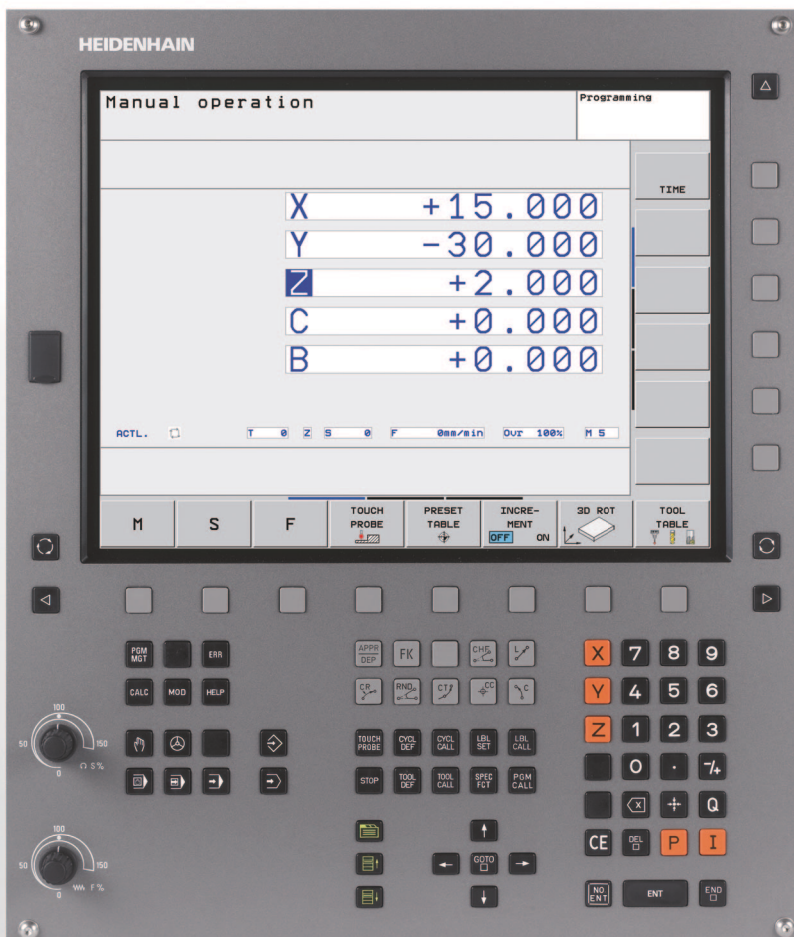 HEIDENHAIN
Manual operation
Programming
TIME
X +15.000
Y -30.000
Z +2.000
C +0.000
B +0.000
ACTL. T 0 Z S 0 F 0mm/min Ovr 100% M 5
M
S
F
TOUCH PROBE
PRESET TABLE
INCRE-
MENT
OFF ON
3D ROT
TOOL TABLE
PGM MGT
ERR
CALC MOD HELP
APPR DEP
FK
CHF
L
CR
RND
CT
CC
C
TOUCH PROBE
CYCL DEF
CYCL CALL
LBL SET
LBL CALL
STOP
TOOL DEF
TOOL CALL
SPEC FCT
PGM CALL
GOTO
X 7 8 9
Y 4 5 6
Z 1 2 3
0 . -/+
X
Q
CE
DEL
P
I
NO ENT
ENT
END
100
50
150
0
S %
100
50
150
0
F %